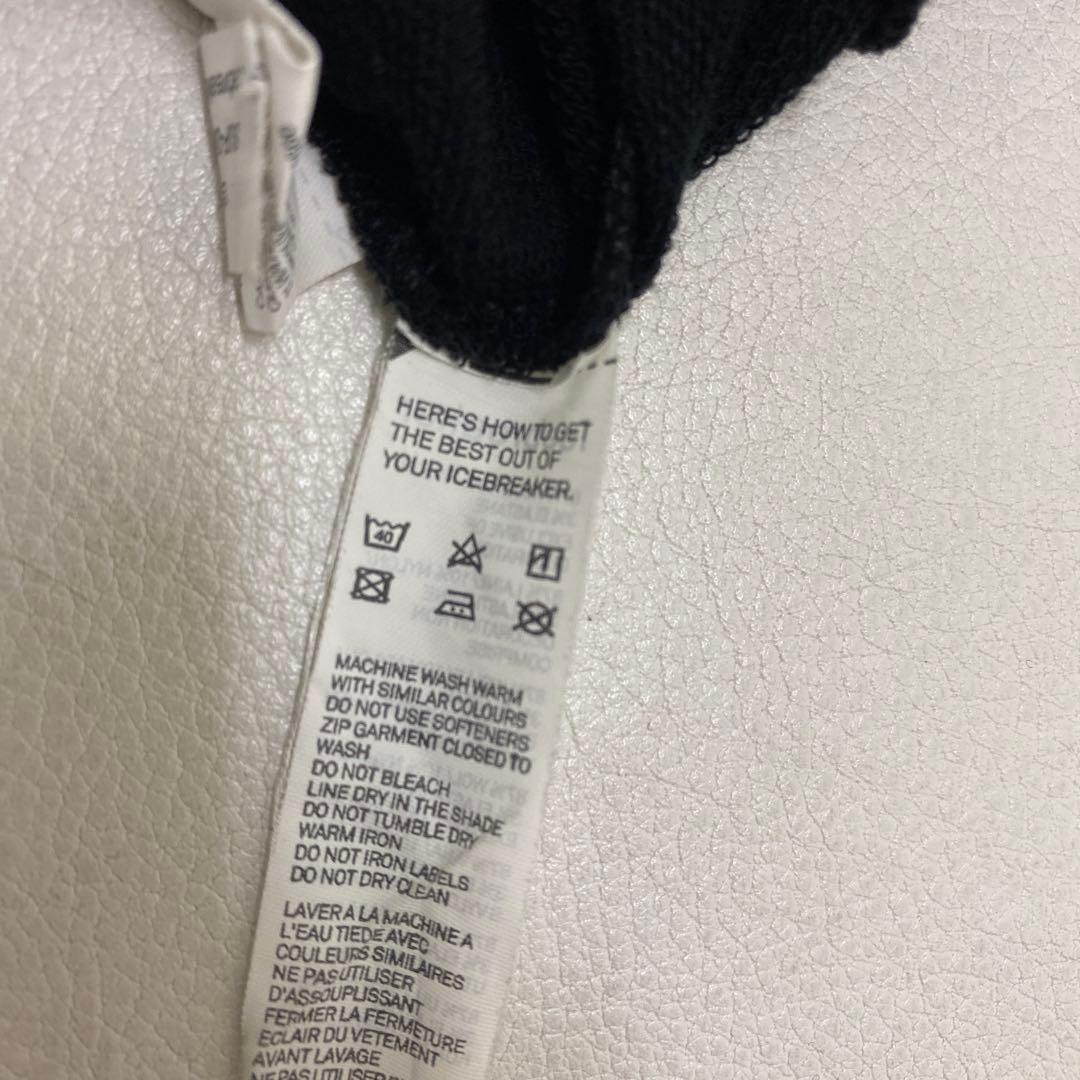 HERE'S HOW TO GET
THE BEST OUT OF
YOUR ICEBREAKER.
40
MACHINE WASH WARM
WITH SIMILAR COLOURS
DO NOT USE SOFTENERS
ZIP GARMENT CLOSED TO
WASH
DO NOT BLEACH
LINE DRY IN THE SHADE
DO NOT TUMBLE DRY
WARM IRON
DO NOT IRON LABELS
DO NOT DRY CLEAN
LAVER A LA MACHINE A
L'EAU TIEDE AVEC
COULEURS SIMILAIRES
NE PAS UTILISER
D'ASSOUPLISSANT
FERMER LA FERMETURE
ECLAIR DU VETEMENT
AVANT LAVAGE
NE PAS UTILISER